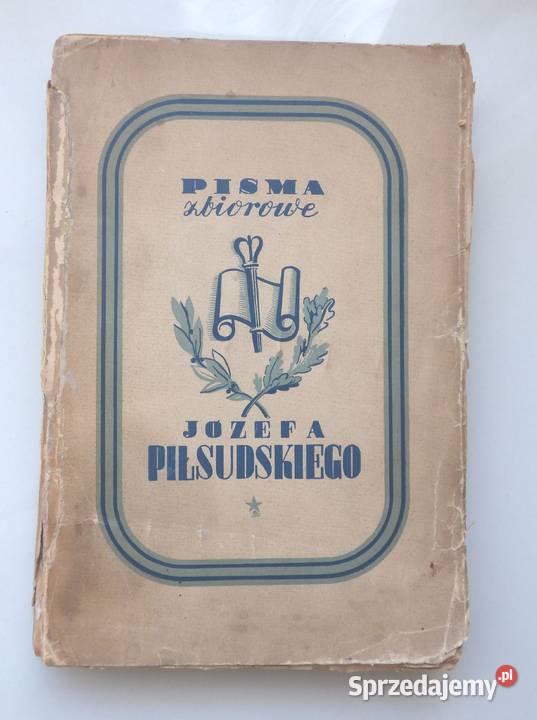 PISMA
zbiorowe
JÓZEFA
PIŁSUDSKIEGO
Sprzedajemy.pl